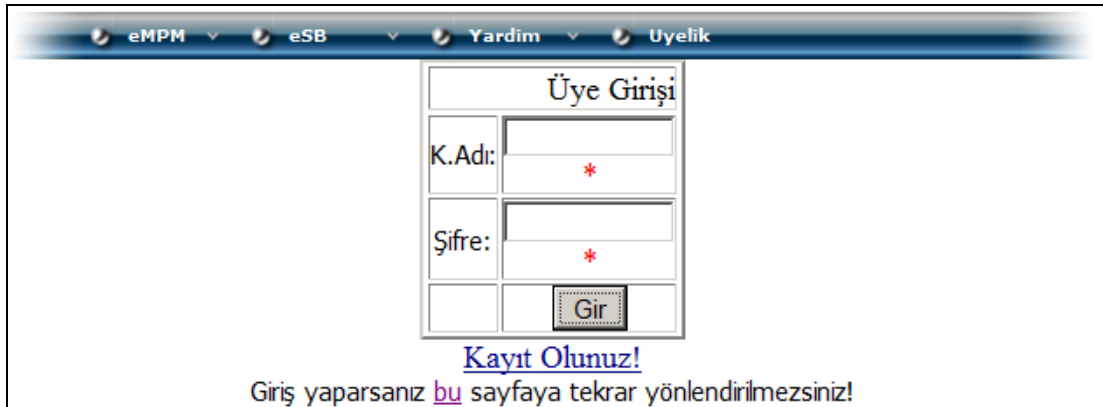 eMPM eSB Yardim Uyelik
Üye Girişi
K.Adı:
*
Şifre:
*
Gir
Kayıt Olunuz!
Giriş yaparsanız bu sayfaya tekrar yönlendirilmezsiniz!